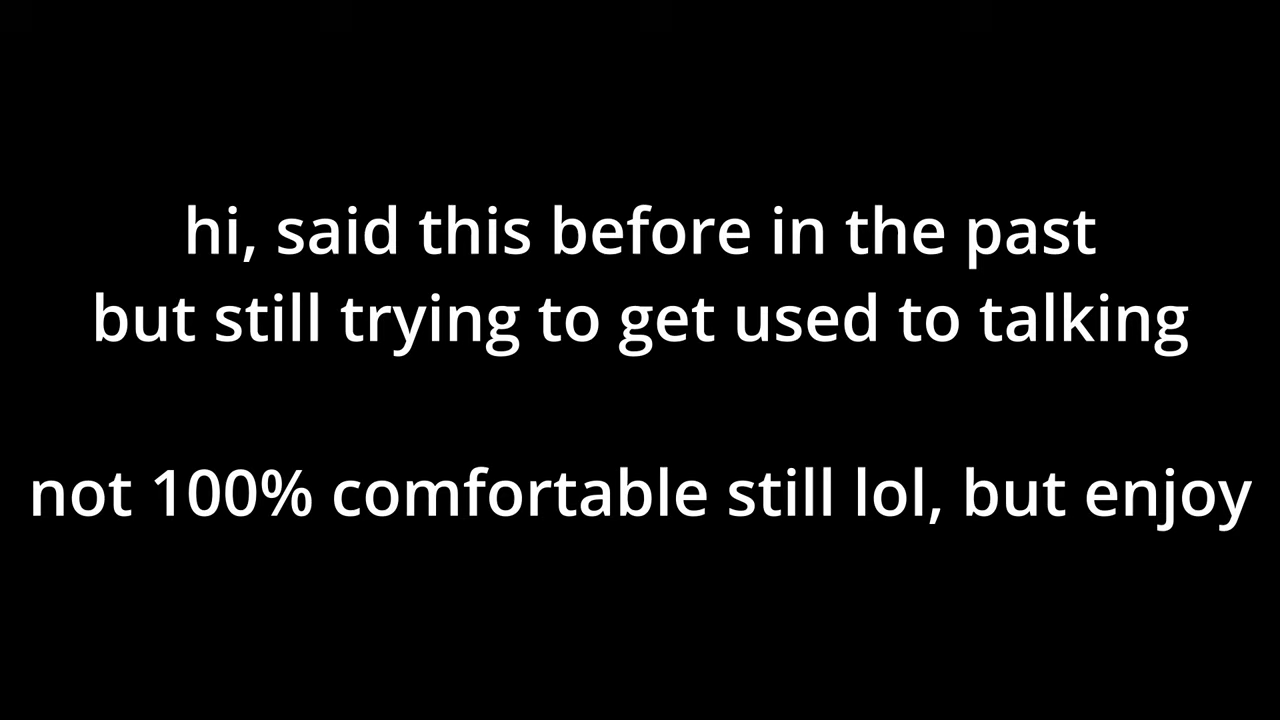 hi, said this before in the past
but still trying to get used to talking
not 100% comfortable still lol, but enjoy